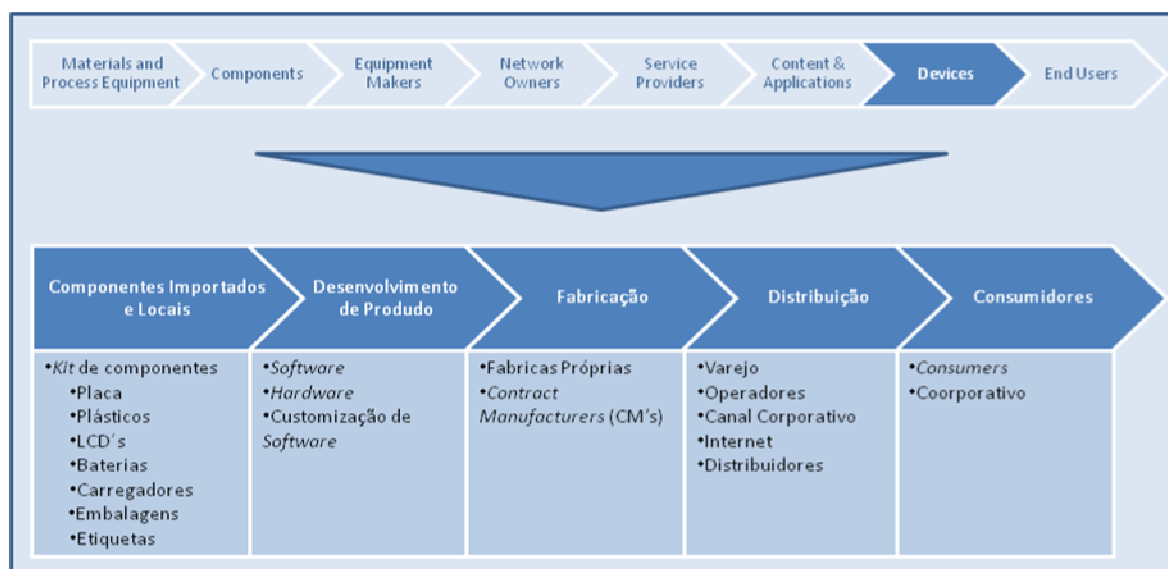 Materials and
Process Equipment
Components
Equipment
Makers
Network
Owners
Service
Providers
Content &
Applications
Devices
End Users
Componentes Importados
e Locais
Desenvolvimento
de Produdo
Fabricação
Distribuição
Consumidores
•Kit de componentes
•Placa
•Plásticos
•LCD´s
•Baterias
•Carregadores
•Embalagens
•Etiquetas
•Software
•Hardware
•Customização de
Software
•Fabricas Próprias
•Contract
Manufacturers (CM's)
•Varejo
•Operadores
•Canal Corporativo
•Internet
•Distribuidores
•Consumers
•Coorporativo